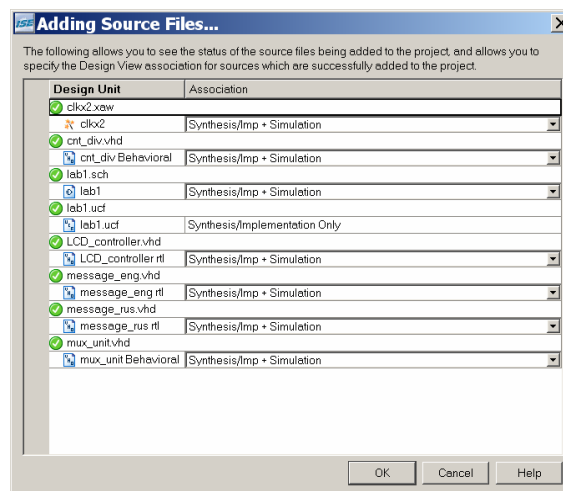 ISE Adding Source Files...
The following allows you to see the status of the source files being added to the project, and allows you to
specify the Design View association for sources which are successfully added to the project.
Design Unit Association
clkx2.xaw
clkx2 Synthesis/Imp + Simulation
cnt_div.vhd
cnt_div Behavioral Synthesis/Imp + Simulation
lab1.sch
lab1 Synthesis/Imp + Simulation
lab1.ucf
lab1.ucf Synthesis/Implementation Only
LCD_controller.vhd
LCD_controller rtl Synthesis/Imp + Simulation
message_eng.vhd
message_eng rtl Synthesis/Imp + Simulation
message_rus.vhd
message_rus rtl Synthesis/Imp + Simulation
mux_unit.vhd
mux_unit Behavioral Synthesis/Imp + Simulation
OK Cancel Help